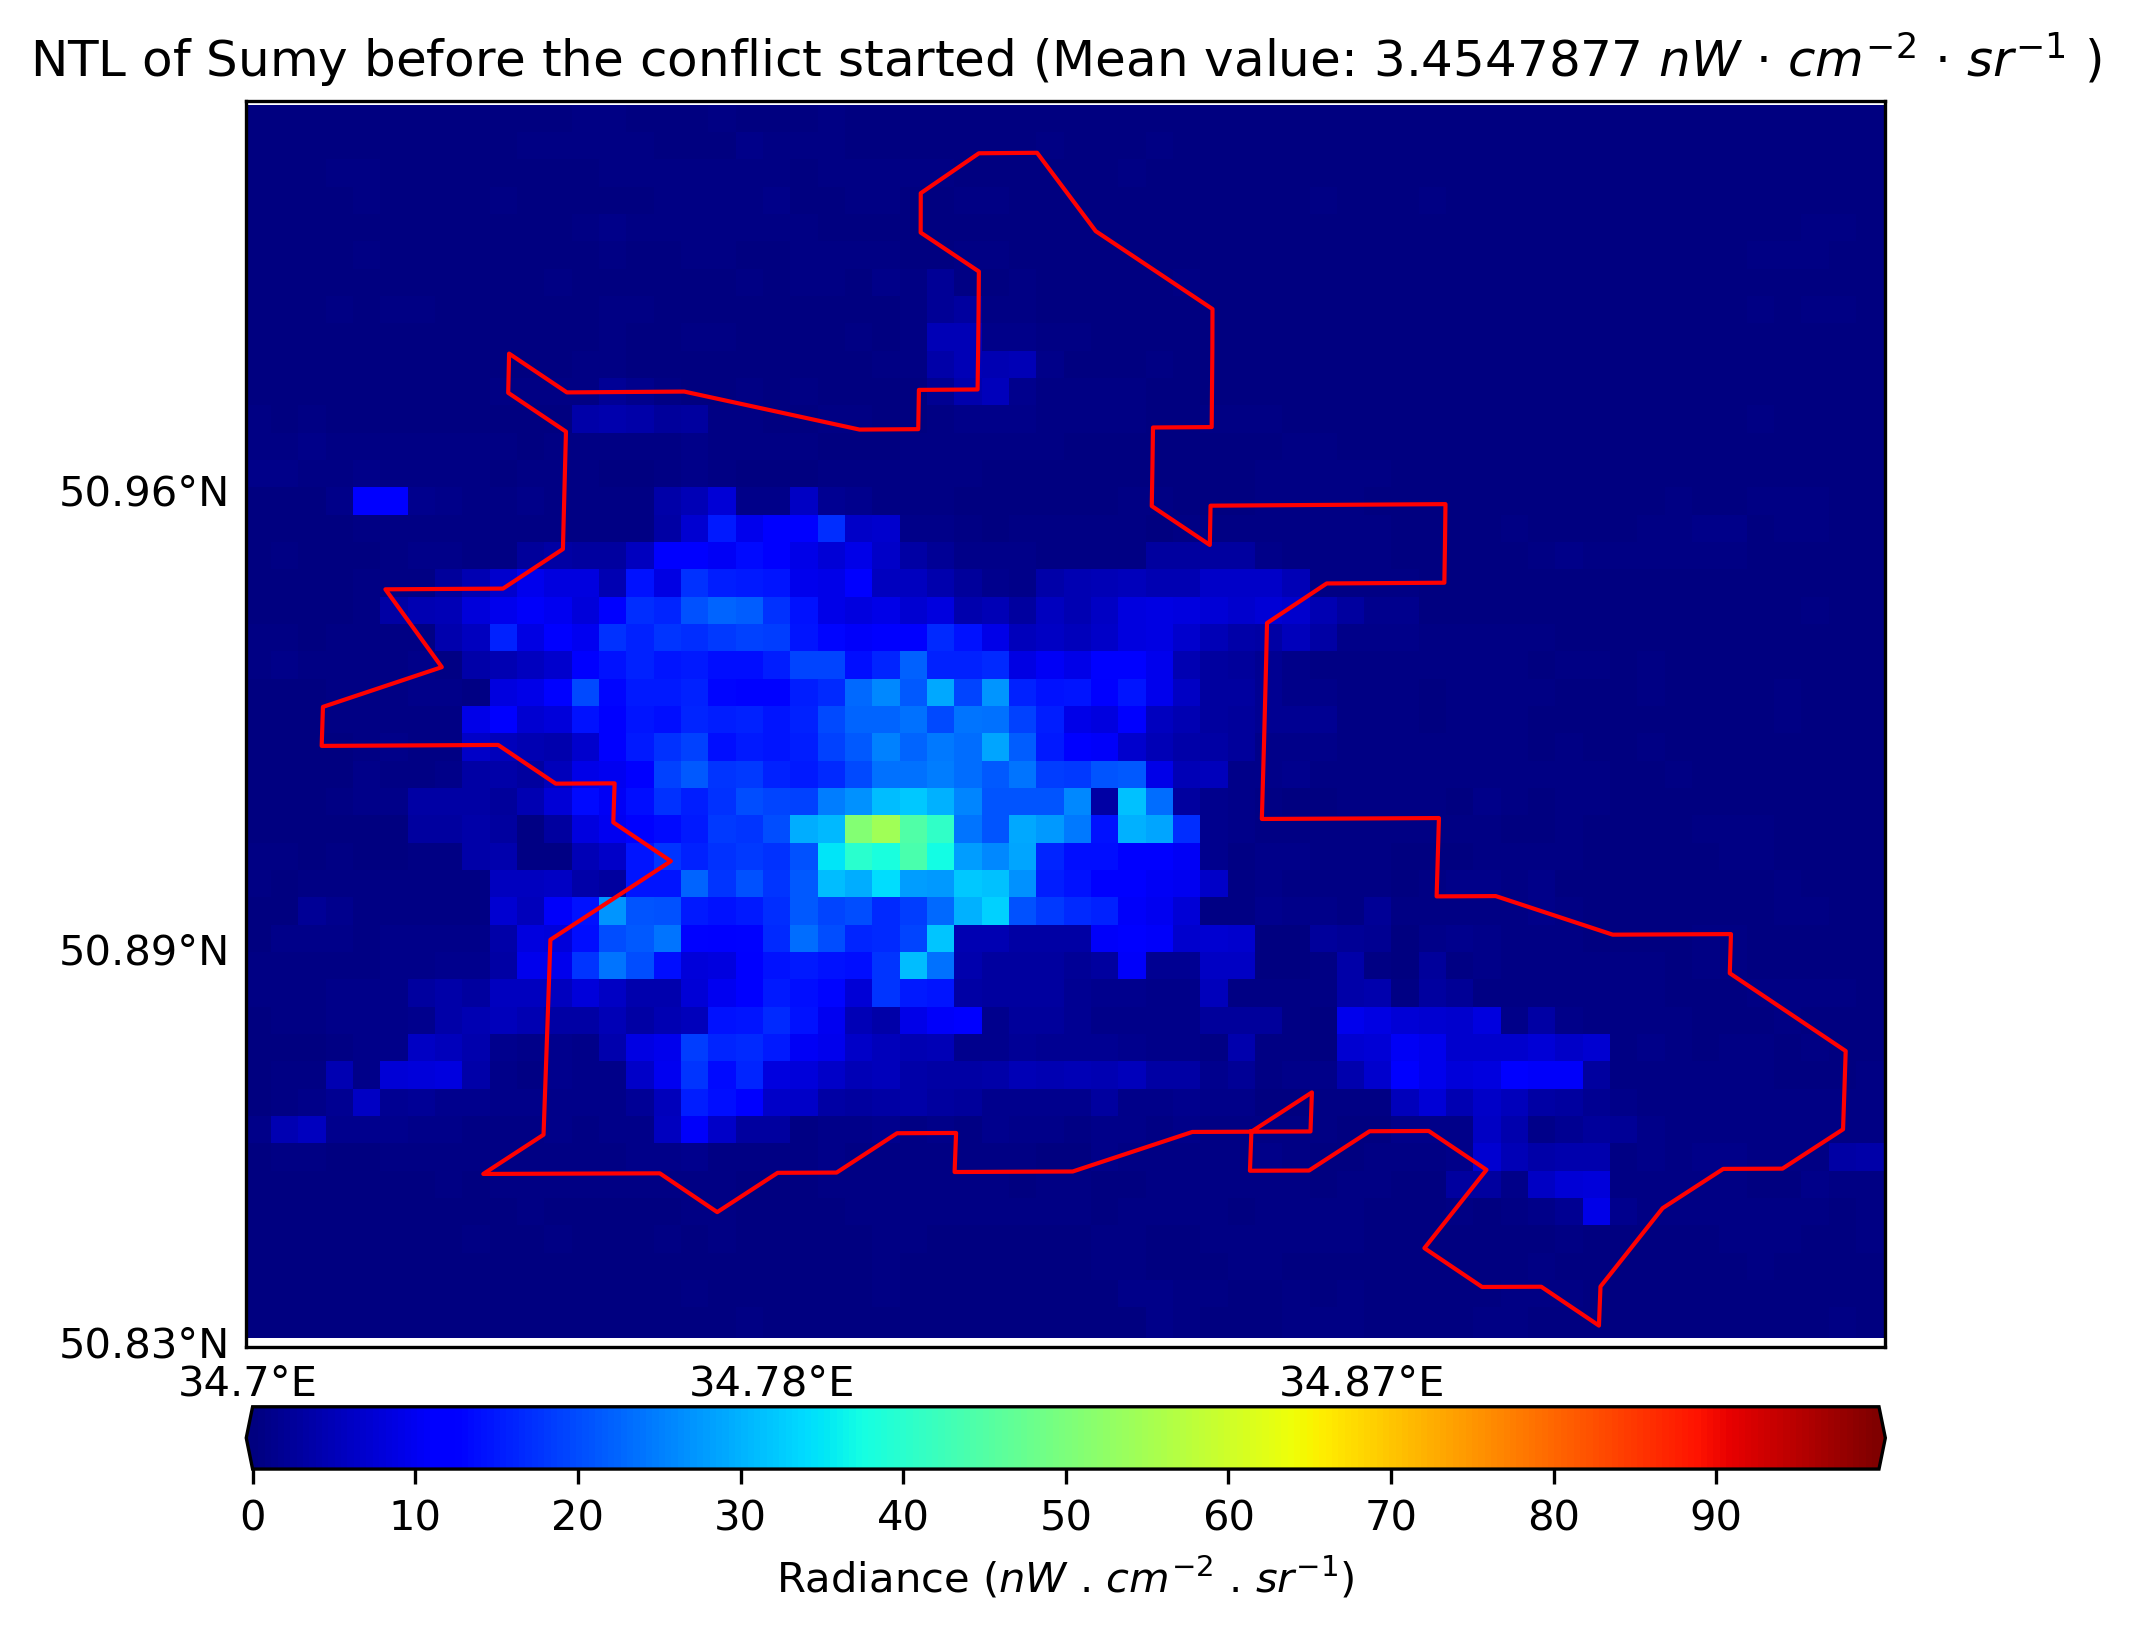 NTL of Sumy before the conflict started (Mean value: 3.4547877 nW · cm⁻² · sr⁻¹ )
50.96°N
50.89°N
50.83°N
34.7°E 34.78°E 34.87°E
0 10 20 30 40 50 60 70 80 90
Radiance (nW . cm⁻² . sr⁻¹)